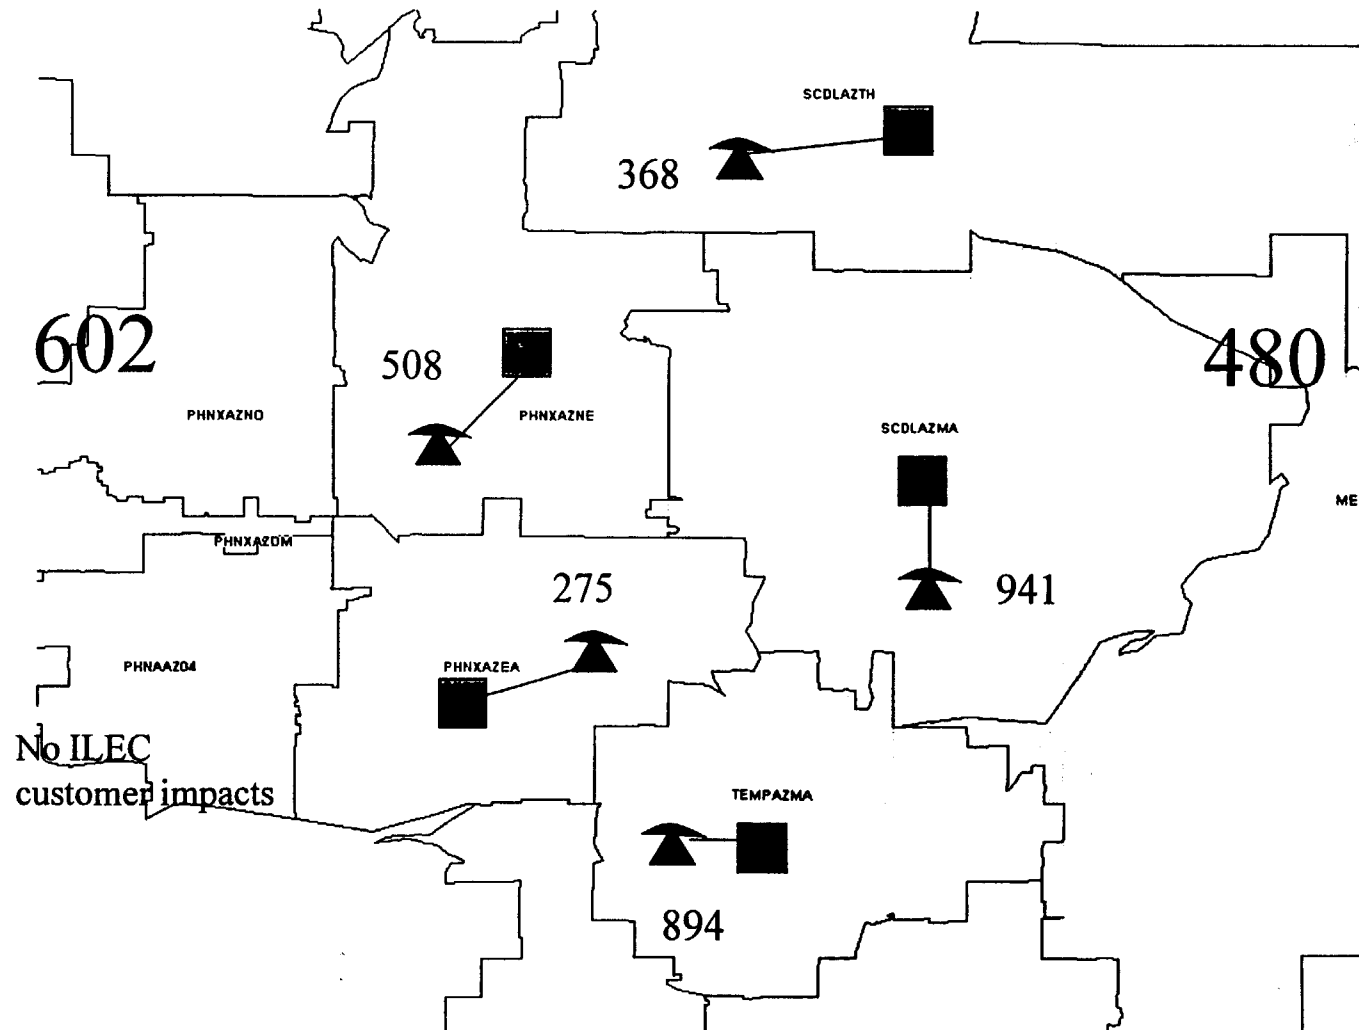 SCDLAZTH
368
602
508
480
PHNXAZNO
PHNXAZNE
SCDLAZMA
ME
PHNXAZDM
275
941
PHNAAZ04
PHNXAZEA
No ILEC
customer impacts
TEMPAZMA
894